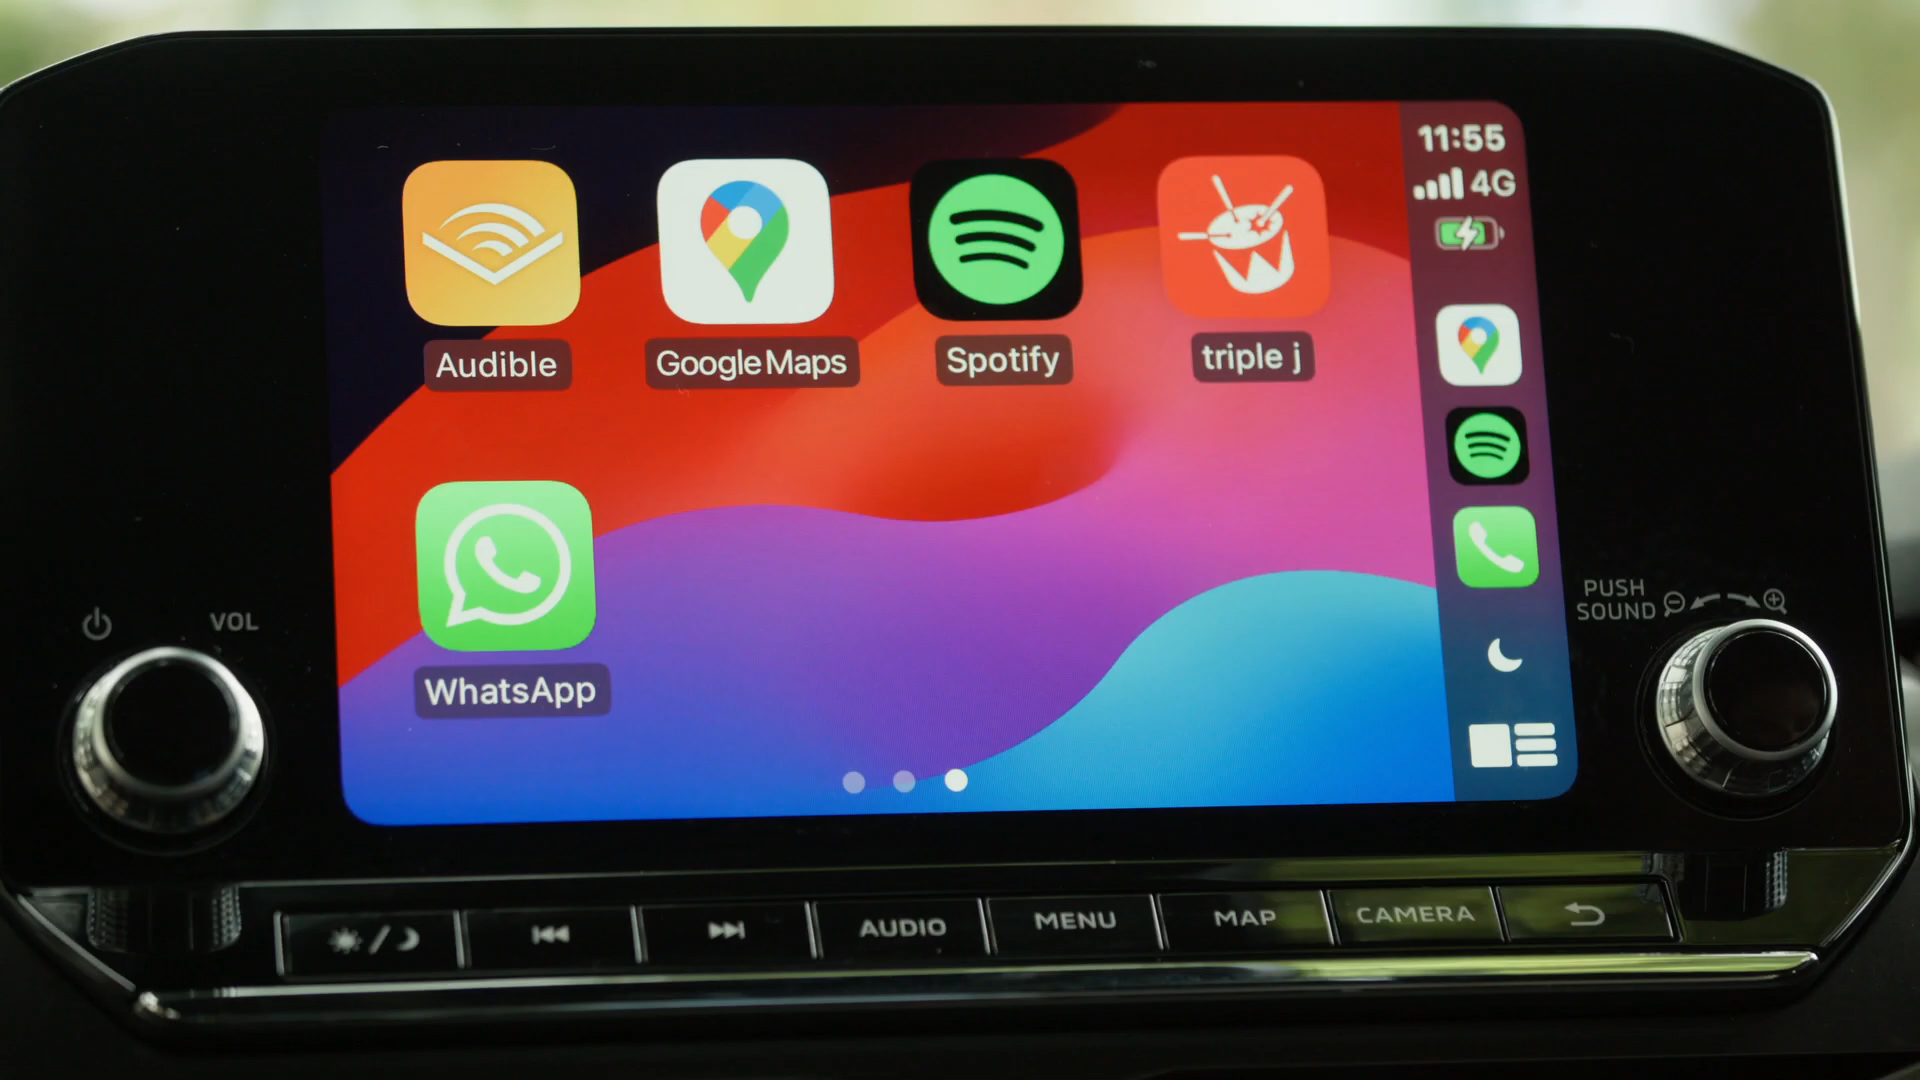 11:55
4G
Audible
Google Maps
Spotify
triple j
WhatsApp
VOL
PUSH
SOUND
AUDIO
MENU
MAP
CAMERA